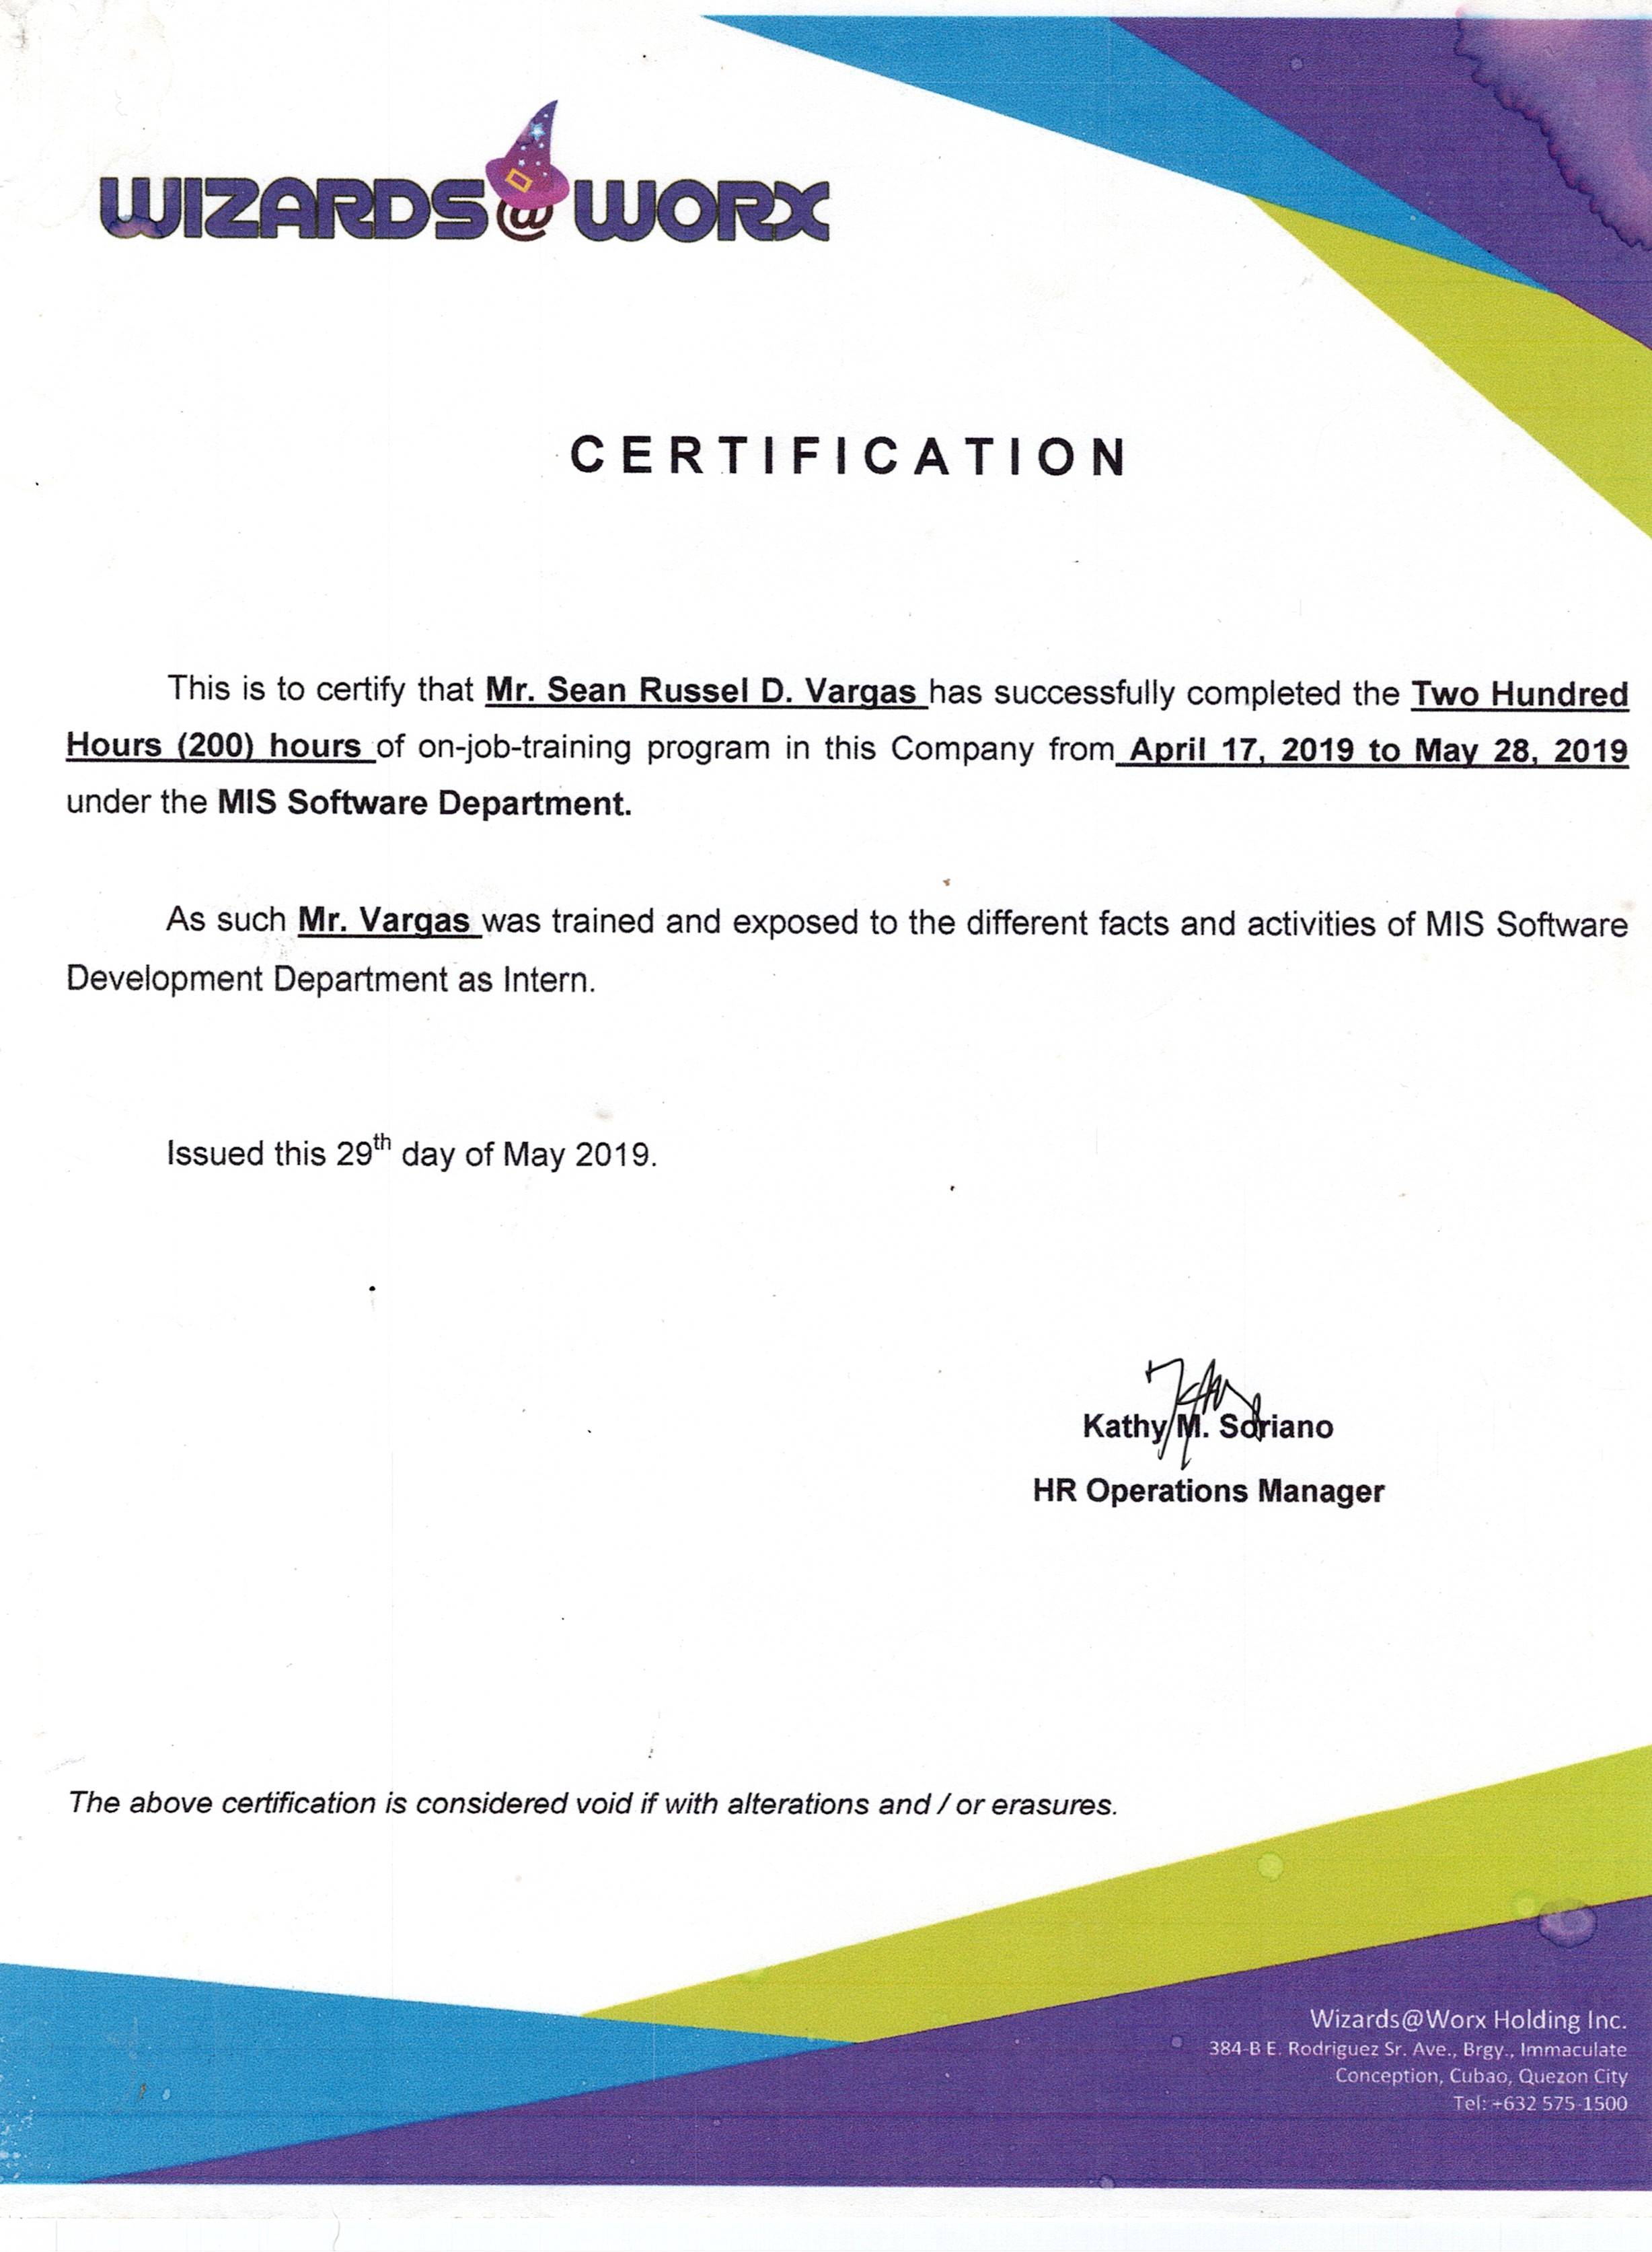 WIZARDS@WORX
CERTIFICATION
This is to certify that Mr. Sean Russel D. Vargas has successfully completed the Two Hundred
Hours (200) hours of on-job-training program in this Company from April 17, 2019 to May 28, 2019
under the MIS Software Department.
As such Mr. Vargas was trained and exposed to the different facts and activities of MIS Software
Development Department as Intern.
Issued this 29th day of May 2019.
Kathy M. Soriano
HR Operations Manager
The above certification is considered void if with alterations and / or erasures.
Wizards@Worx Holding Inc.
384-B E. Rodriguez Sr. Ave., Brgy., Immaculate
Conception, Cubao, Quezon City
Tel: +632 575-1500